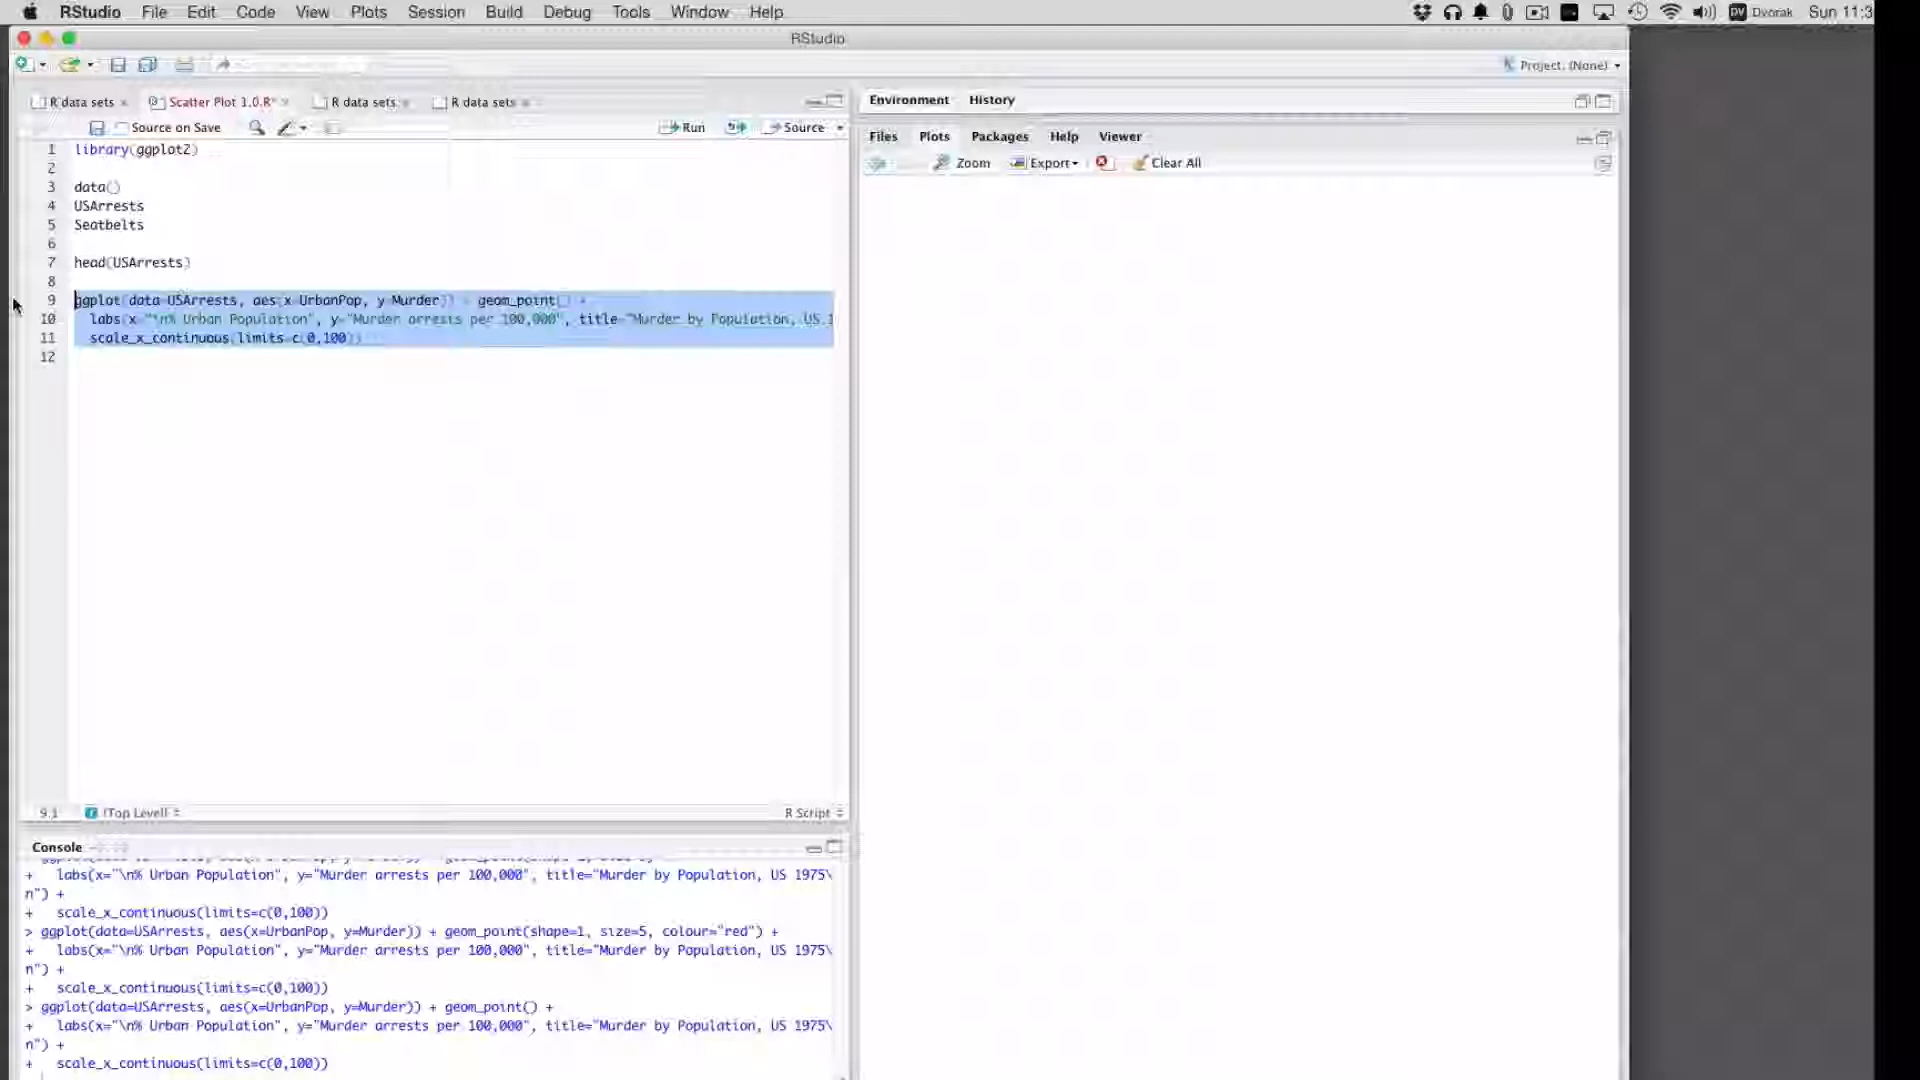 RStudio File Edit Code View Plots Session Build Debug Tools Window Help DV Dvorak Sun 11:3
RStudio
Project: (None)
R data sets × Scatter Plot 1.0.R* × R data sets × R data sets ×
Source on Save Run Source
1 library(ggplot2)
2
3 data()
4 USArrests
5 Seatbelts
6
7 head(USArrests)
8
9 ggplot(data=USArrests, aes(x=UrbanPop, y=Murder)) + geom_point() +
10 labs(x="\n% Urban Population", y="Murder arrests per 100,000", title="Murder by Population, US 1
11 scale_x_continuous(limits=c(0,100))
12
9:1 (Top Level) R Script
Console
+ labs(x="\n% Urban Population", y="Murder arrests per 100,000", title="Murder by Population, US 1975\
n") +
+ scale_x_continuous(limits=c(0,100))
> ggplot(data=USArrests, aes(x=UrbanPop, y=Murder)) + geom_point(shape=1, size=5, colour="red") +
+ labs(x="\n% Urban Population", y="Murder arrests per 100,000", title="Murder by Population, US 1975\
n") +
+ scale_x_continuous(limits=c(0,100))
> ggplot(data=USArrests, aes(x=UrbanPop, y=Murder)) + geom_point() +
+ labs(x="\n% Urban Population", y="Murder arrests per 100,000", title="Murder by Population, US 1975\
n") +
+ scale_x_continuous(limits=c(0,100))
Environment History
Files Plots Packages Help Viewer
Zoom Export Clear All